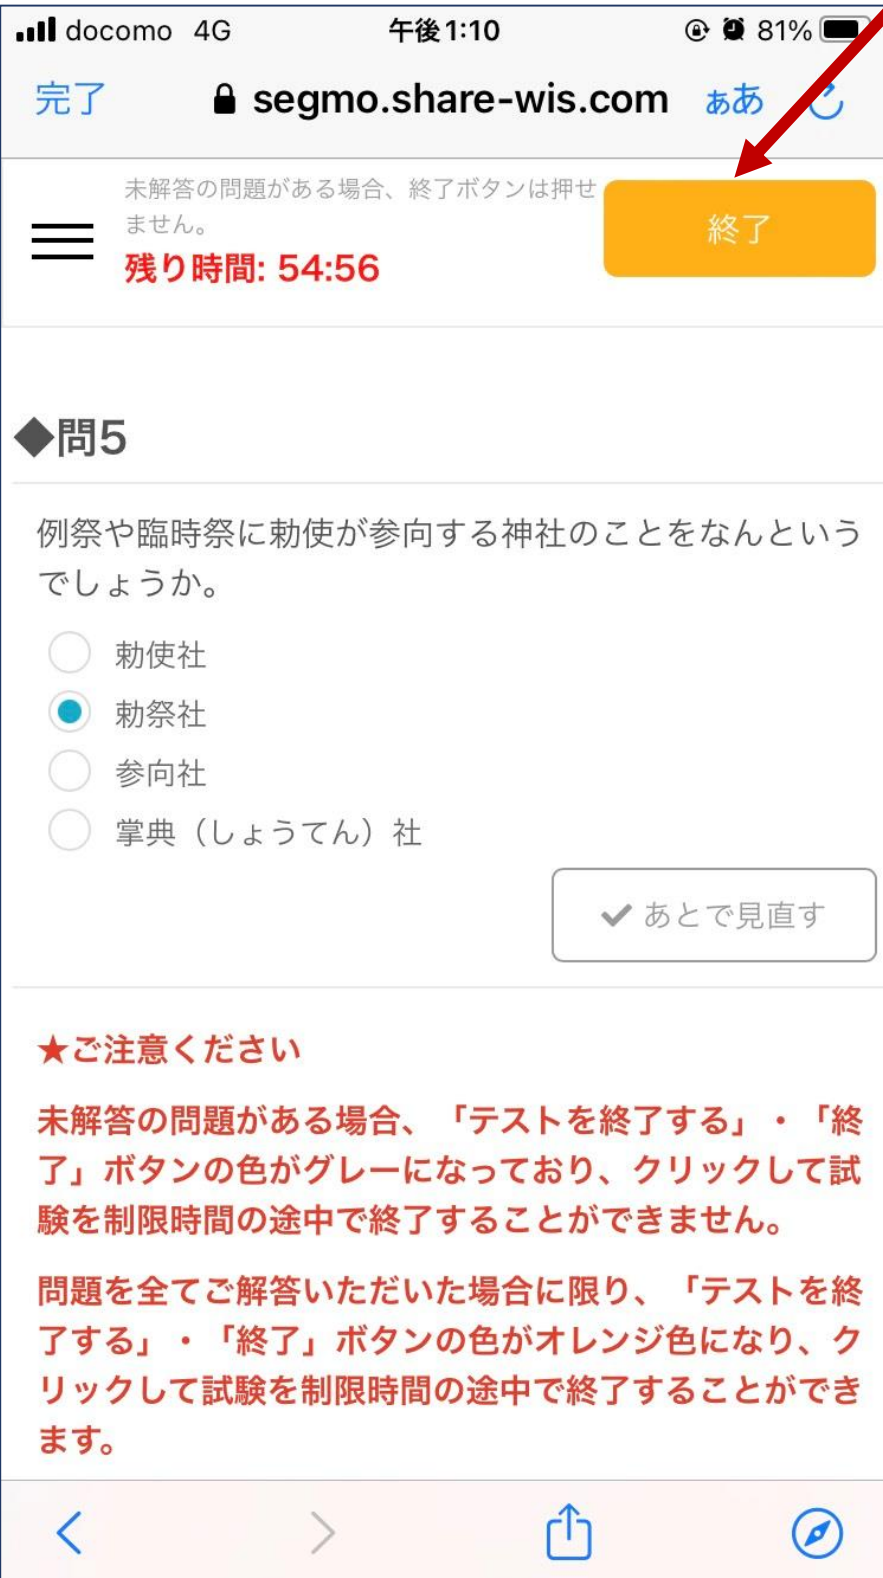 docomo 4G 午後1:10 81%
完了 segmo.share-wis.com ぁあ
未解答の問題がある場合、終了ボタンは押せ
ません。
残り時間: 54:56
終了
◆問5
例祭や臨時祭に勅使が参向する神社のことをなんという
でしょうか。
勅使社
勅祭社
参向社
掌典（しょうてん）社
あとで見直す
★ご注意ください
未解答の問題がある場合、「テストを終了する」・「終
了」ボタンの色がグレーになっており、クリックして試
験を制限時間の途中で終了することができません。
問題を全てご解答いただいた場合に限り、「テストを終
了する」・「終了」ボタンの色がオレンジ色になり、ク
リックして試験を制限時間の途中で終了することができ
ます。